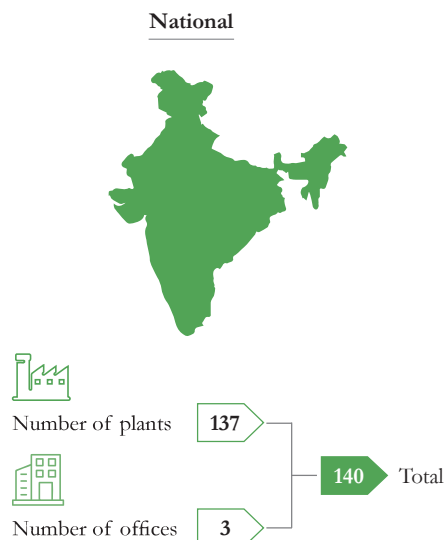 National
Number of plants 137
140 Total
Number of offices 3